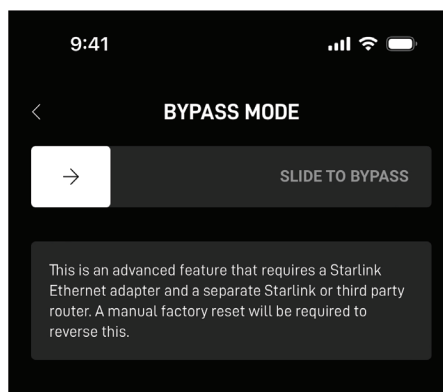 9:41
BYPASS MODE
SLIDE TO BYPASS
This is an advanced feature that requires a Starlink
Ethernet adapter and a separate Starlink or third party
router. A manual factory reset will be required to
reverse this.